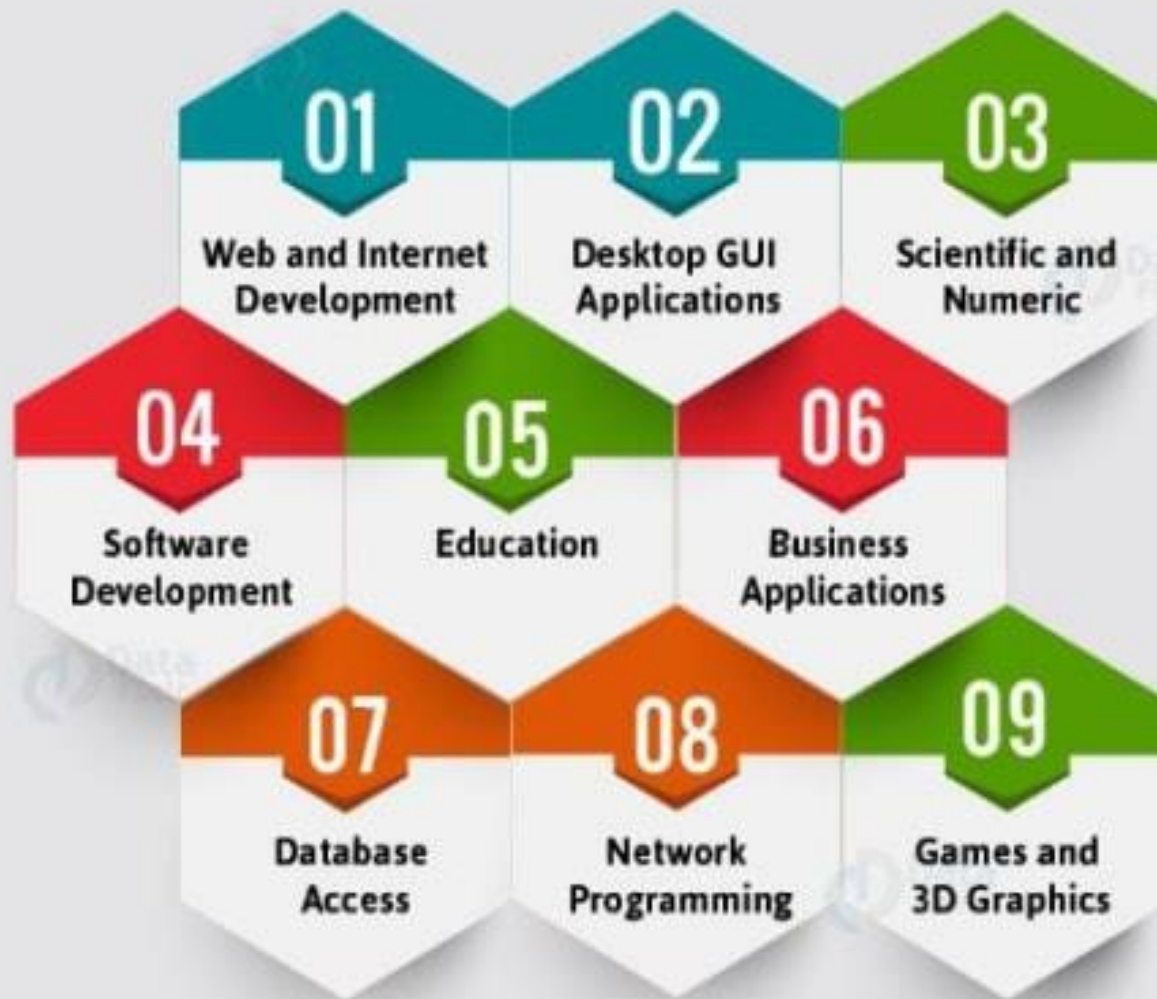 01
Web and Internet
Development
02
Desktop GUI
Applications
03
Scientific and
Numeric
04
Software
Development
05
Education
06
Business
Applications
07
Database
Access
08
Network
Programming
09
Games and
3D Graphics
Data